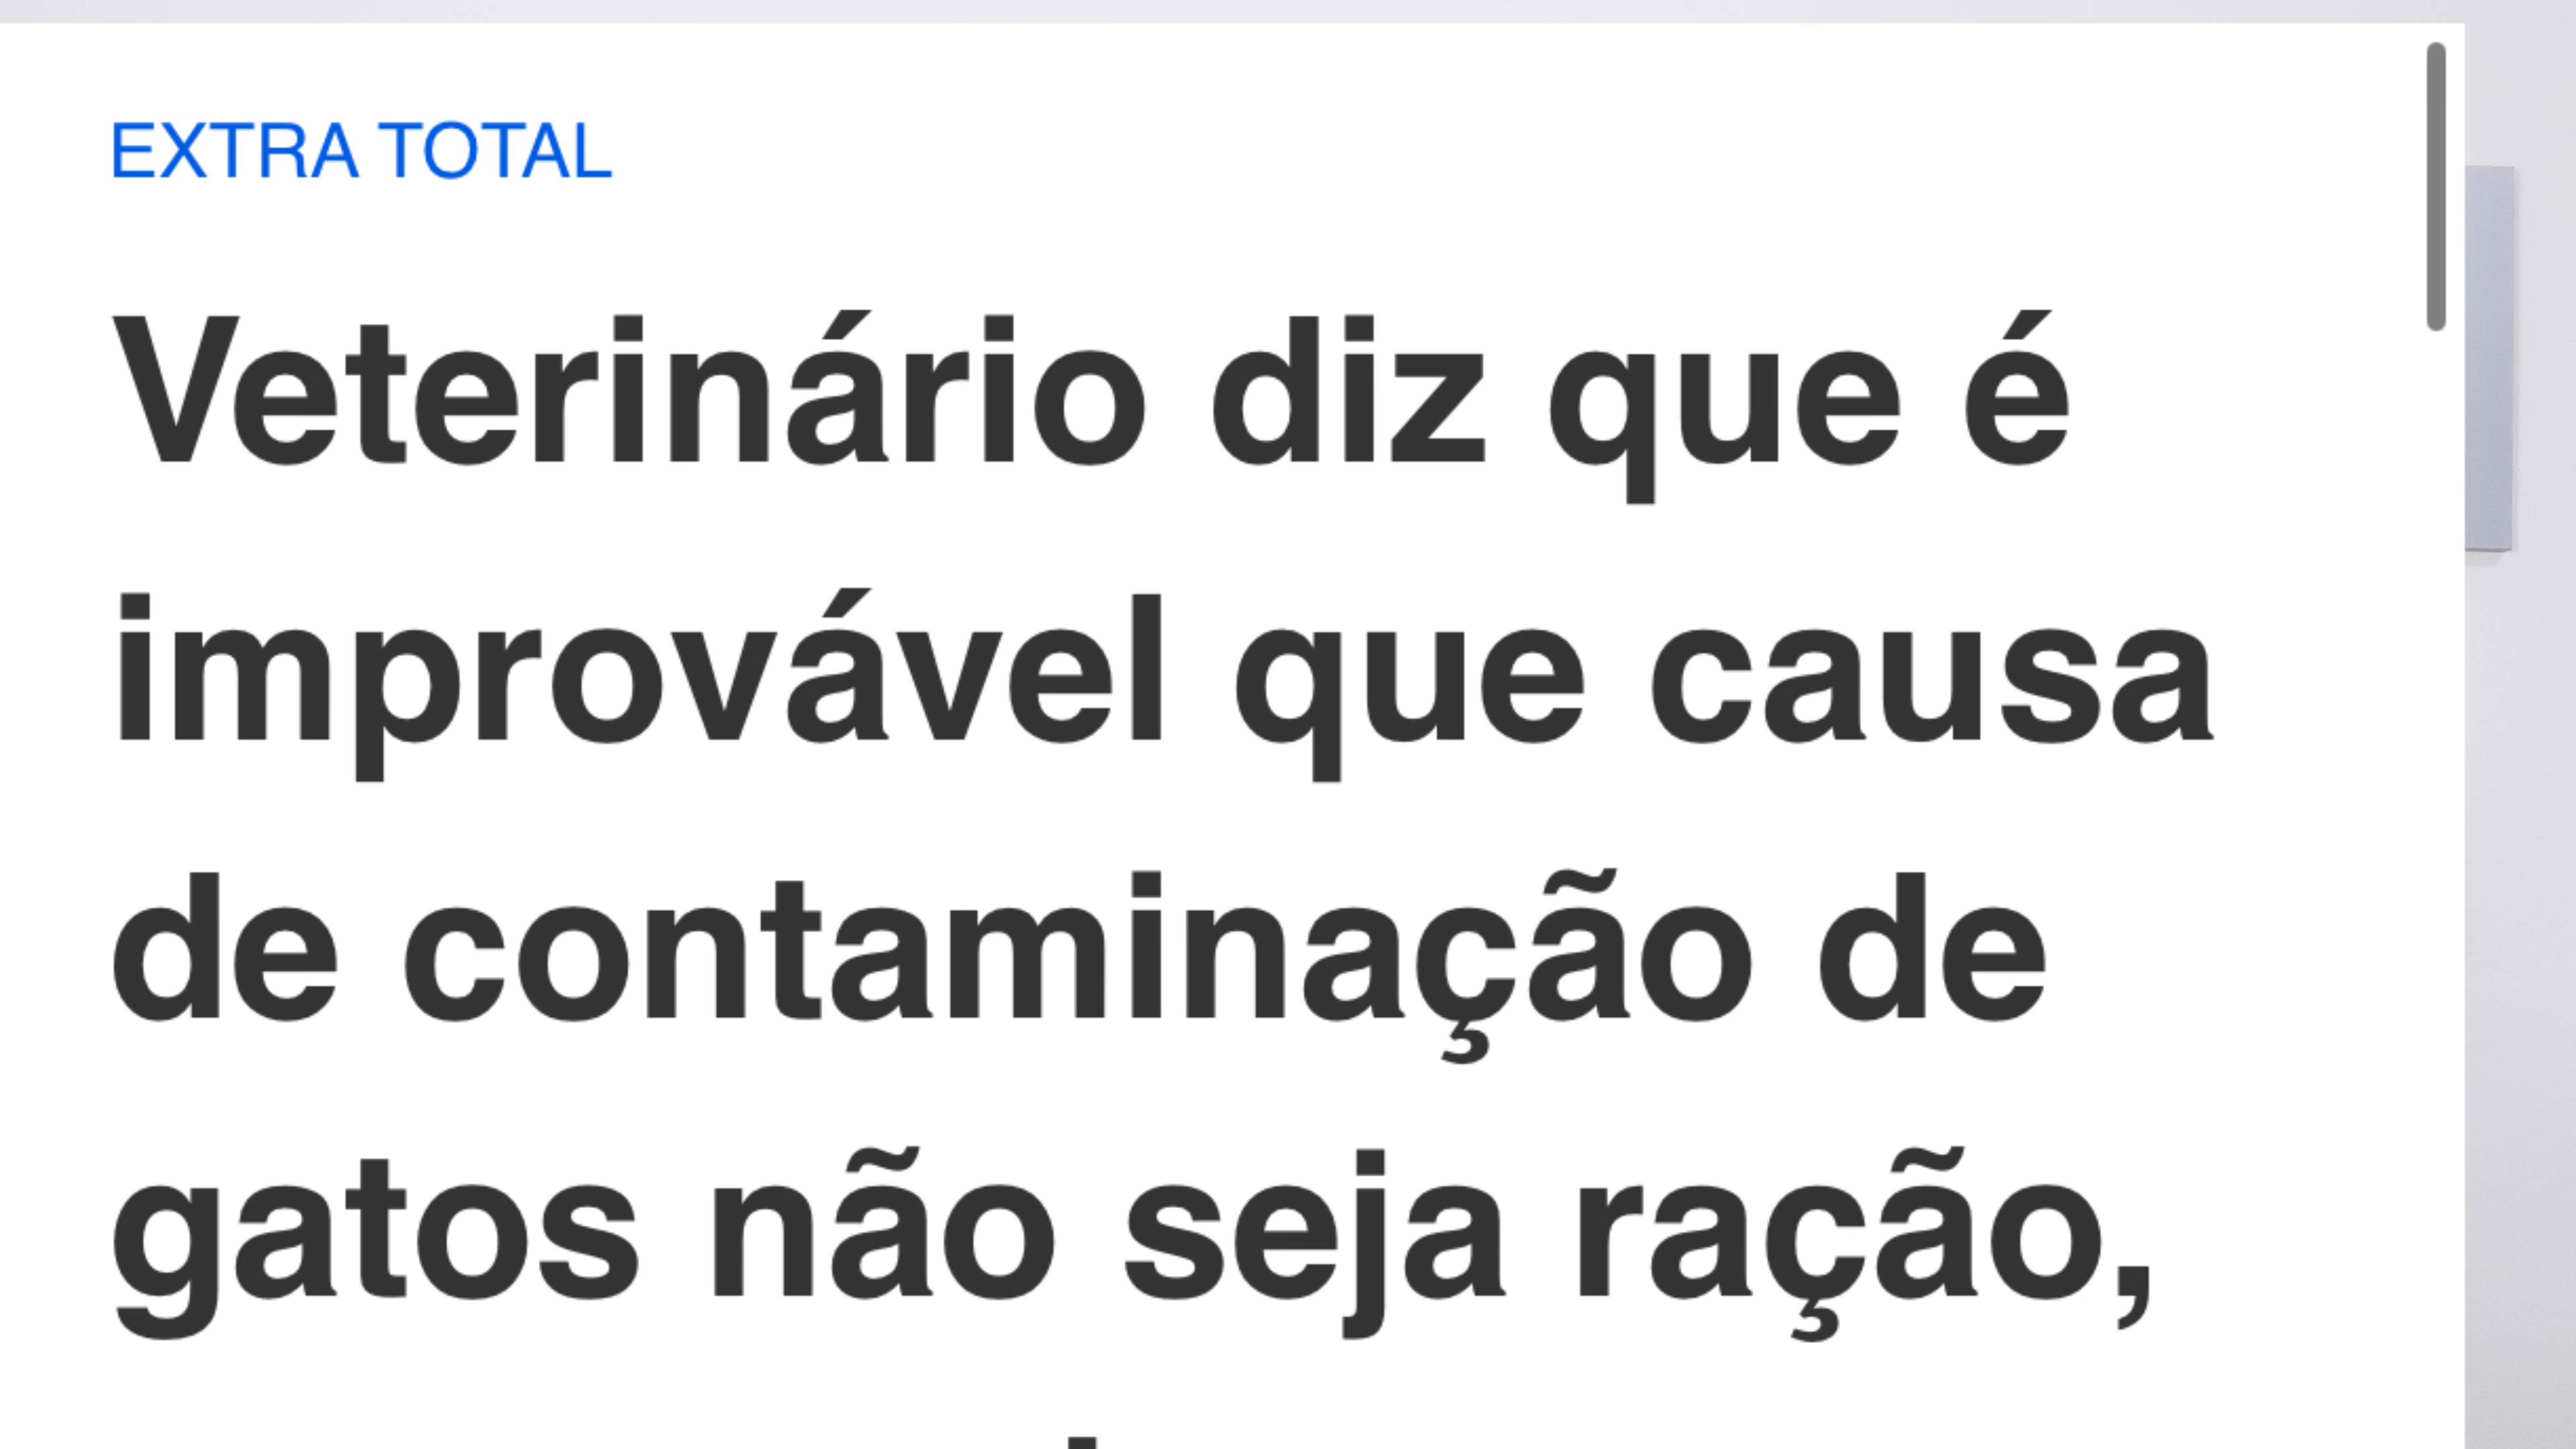 EXTRA TOTAL
Veterinário diz que é
improvável que causa
de contaminação de
gatos não seja ração,